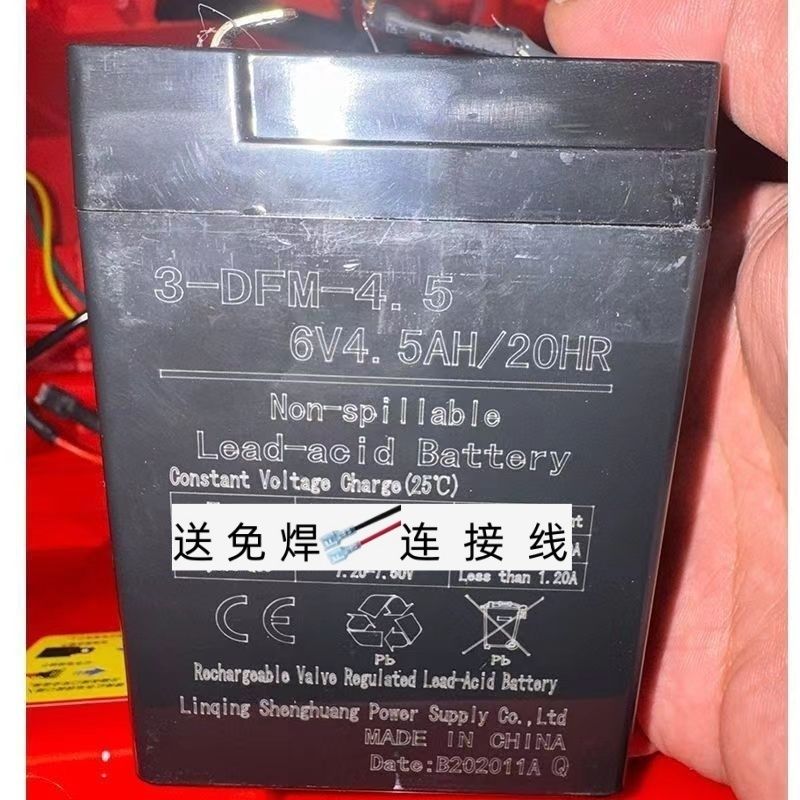 3-DFM-4.5
6V4.5AH/20HR
Non-spillable
Lead-acid Battery
Constant Voltage Charge(25℃)
送免焊 连接线
7.20-7.50V Less than 1.20A
CE
Pb Pb
Rechargeable Valve Regulated Lead-Acid Battery
Linqing Shenghuang Power Supply Co.,Ltd
MADE IN CHINA
Date:B202011A Q